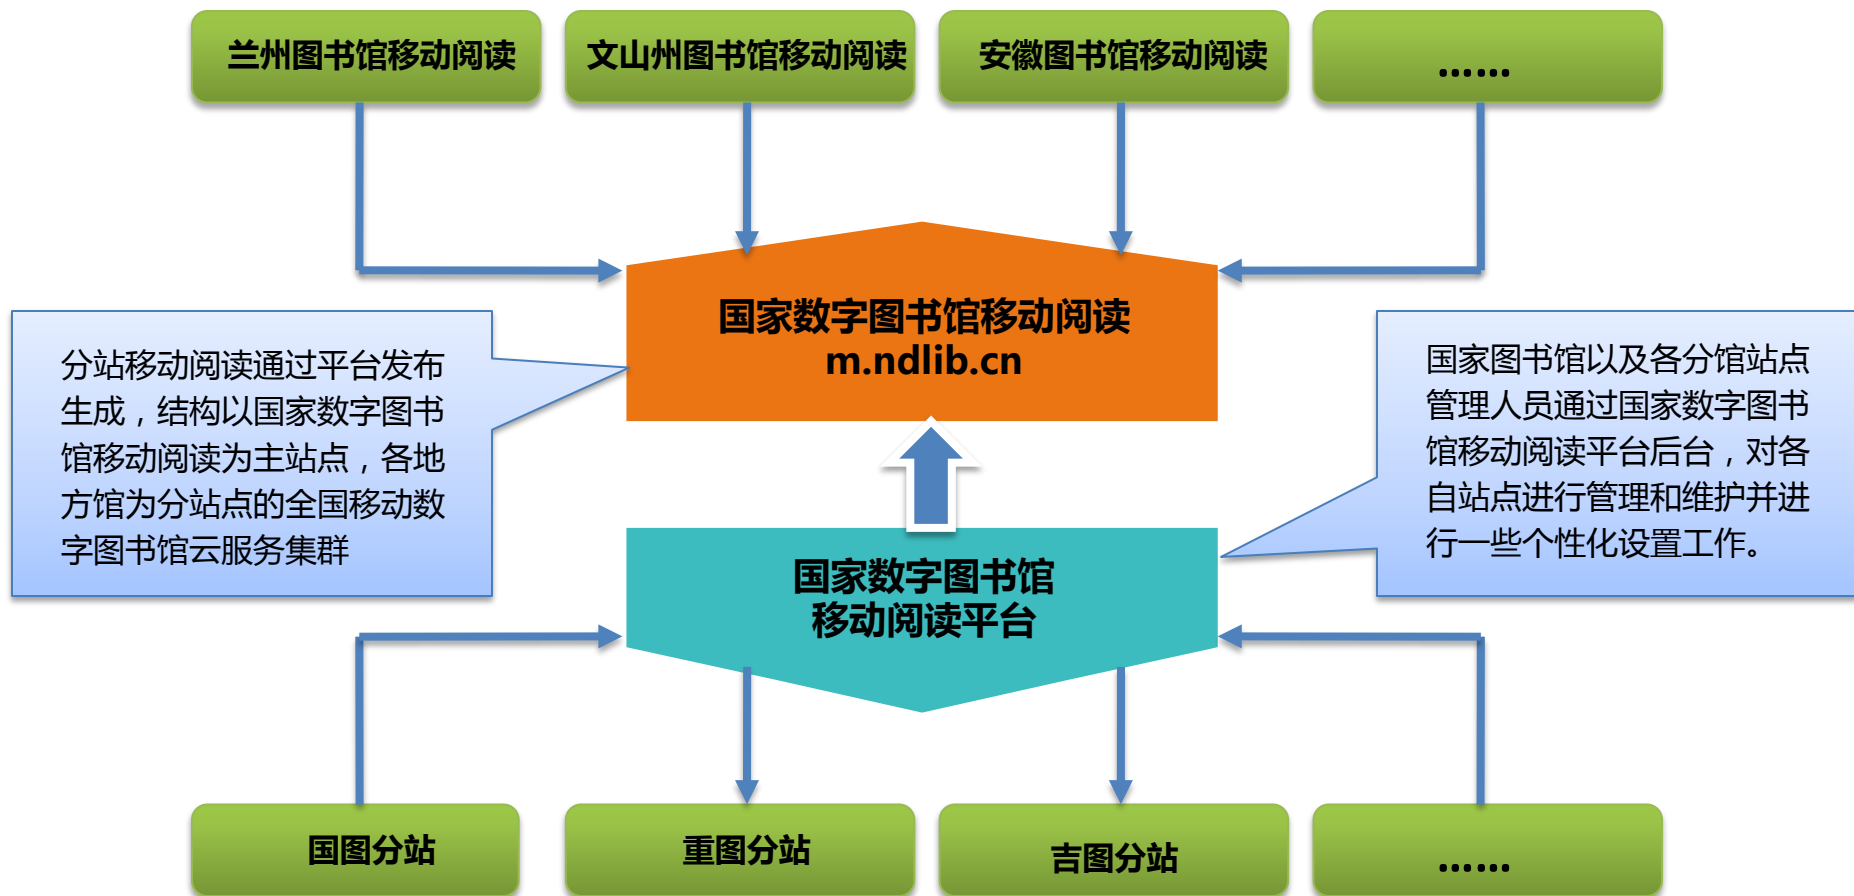 兰州图书馆移动阅读
文山州图书馆移动阅读
安徽图书馆移动阅读
......
国家数字图书馆移动阅读
m.ndlib.cn
分站移动阅读通过平台发布
生成，结构以国家数字图书
馆移动阅读为主站点，各地
方馆为分站点的全国移动数
字图书馆云服务集群
国家图书馆以及各分馆站点
管理人员通过国家数字图书
馆移动阅读平台后台，对各
自站点进行管理和维护并进
行一些个性化设置工作。
国家数字图书馆
移动阅读平台
国图分站
重图分站
吉图分站
......